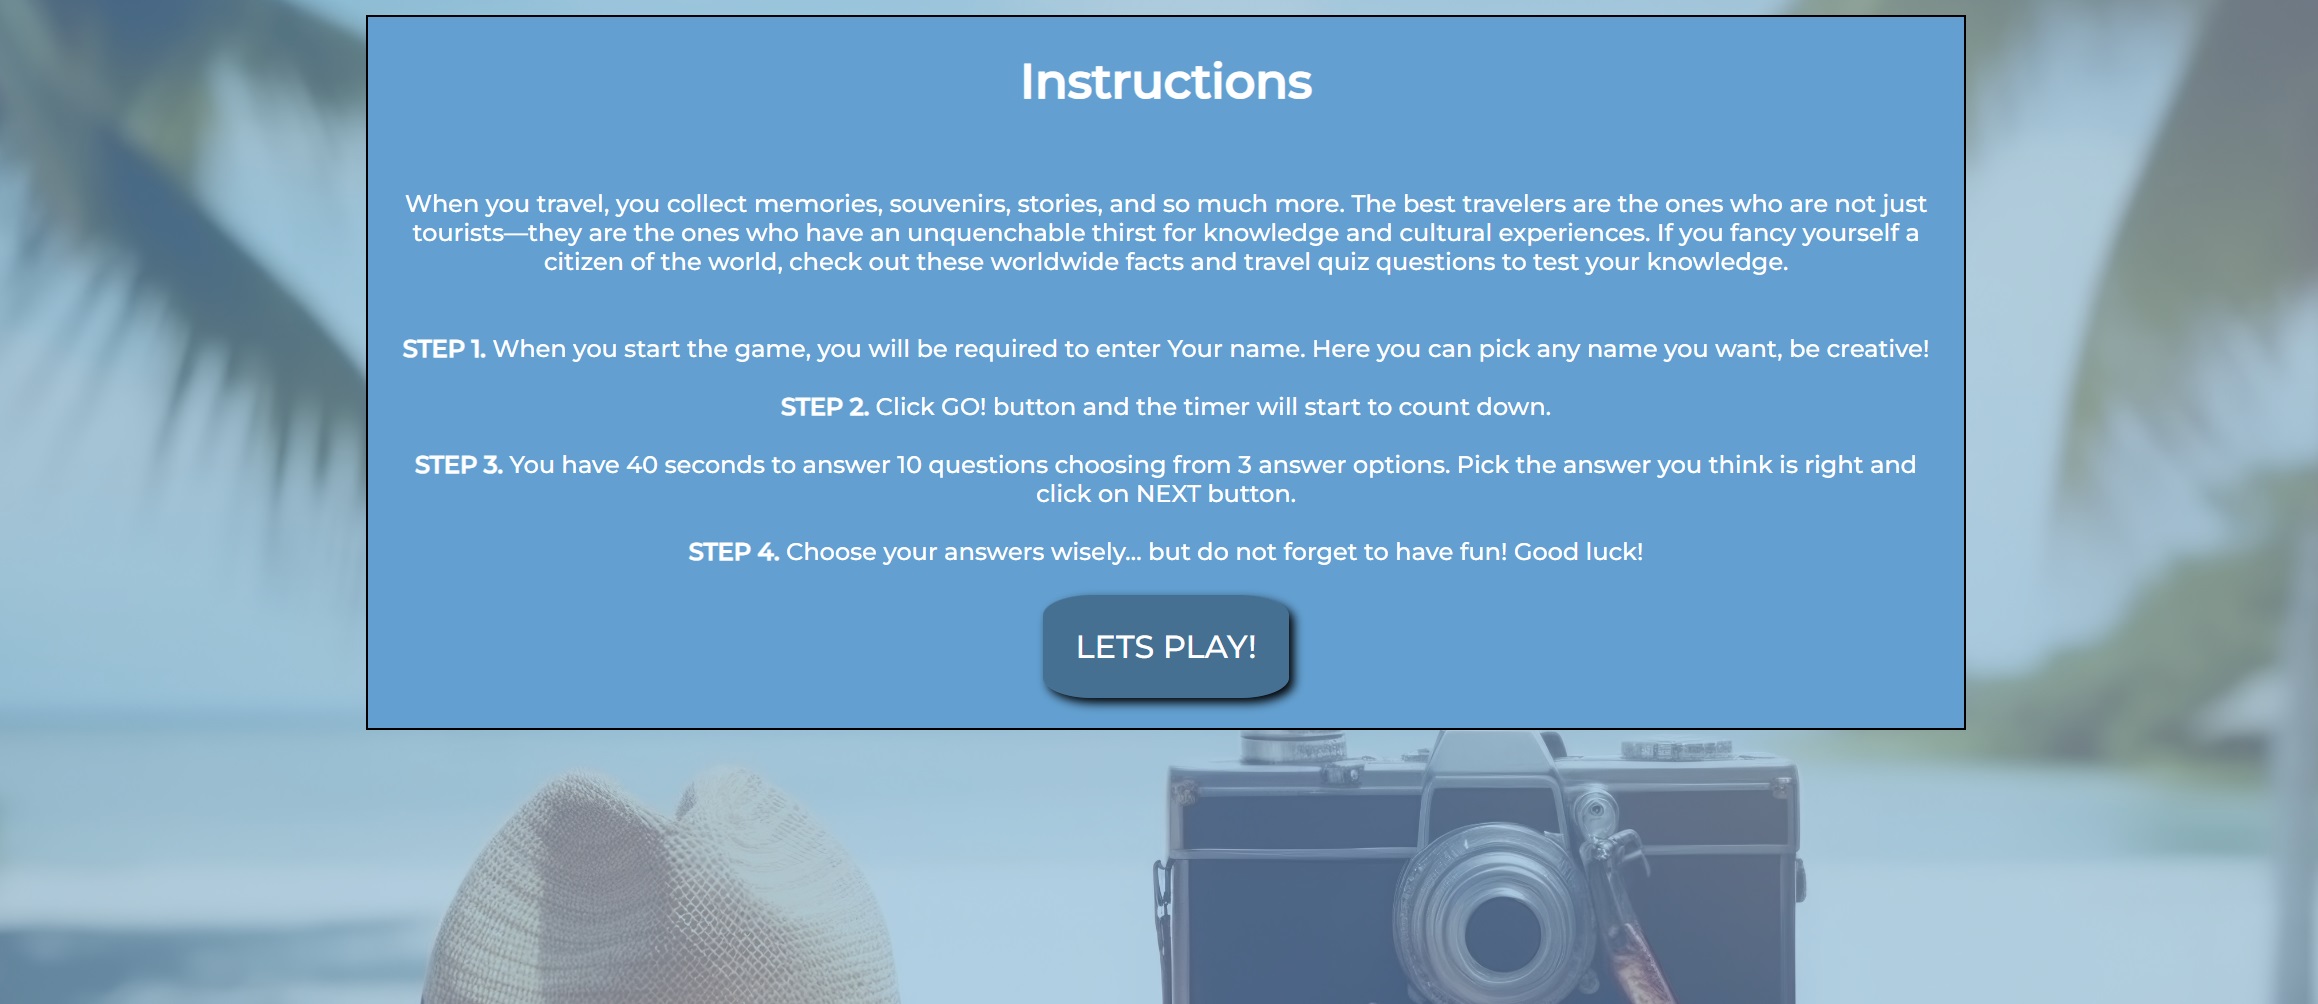 Instructions
When you travel, you collect memories, souvenirs, stories, and so much more. The best travelers are the ones who are not just
tourists—they are the ones who have an unquenchable thirst for knowledge and cultural experiences. If you fancy yourself a
citizen of the world, check out these worldwide facts and travel quiz questions to test your knowledge.
STEP 1. When you start the game, you will be required to enter Your name. Here you can pick any name you want, be creative!
STEP 2. Click GO! button and the timer will start to count down.
STEP 3. You have 40 seconds to answer 10 questions choosing from 3 answer options. Pick the answer you think is right and
click on NEXT button.
STEP 4. Choose your answers wisely... but do not forget to have fun! Good luck!
LETS PLAY!